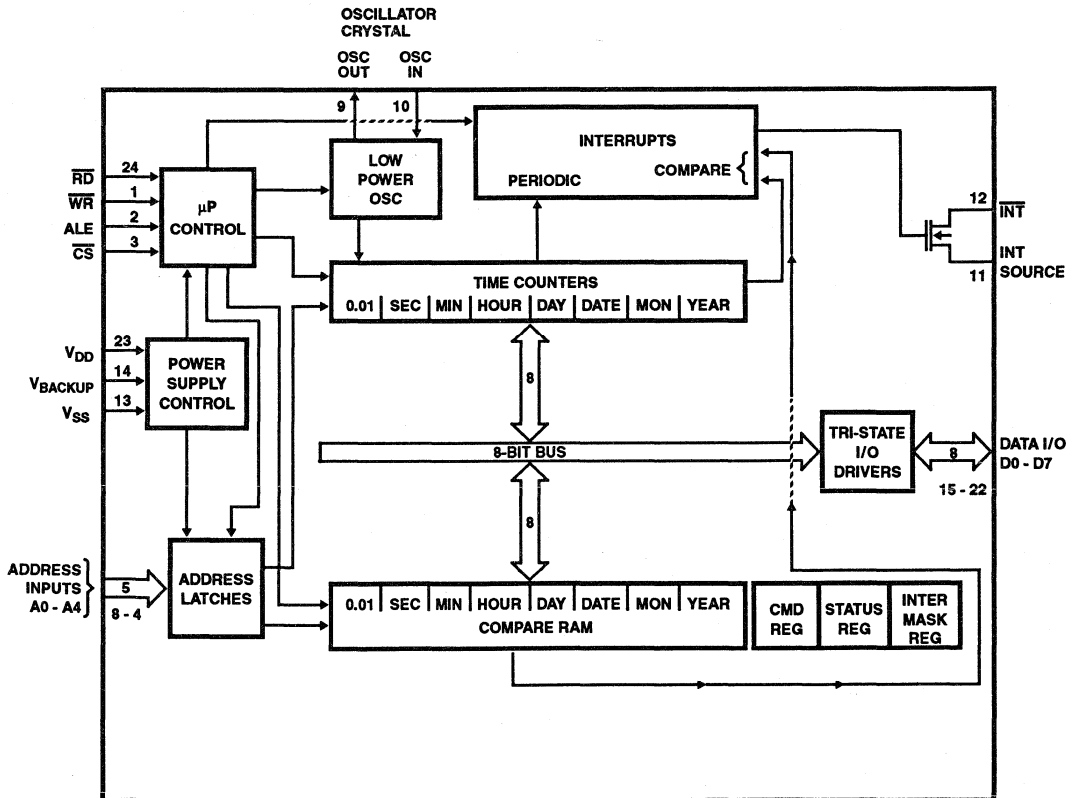 OSCILLATOR
CRYSTAL
OSC
OUT
OSC
IN
9
10
INTERRUPTS
COMPARE {
PERIODIC
LOW
POWER
OSC
R̅D̅
24
W̅R̅
1
ALE
2
C̅S̅
3
μP
CONTROL
12
I̅N̅T̅
INT
SOURCE
11
TIME COUNTERS
0.01 SEC MIN HOUR DAY DATE MON YEAR
VDD
23
VBACKUP
14
VSS
13
POWER
SUPPLY
CONTROL
8
8-BIT BUS
TRI-STATE
I/O
DRIVERS
8
DATA I/O
D0 - D7
15 - 22
8
ADDRESS
INPUTS
A0 - A4
5
8 - 4
ADDRESS
LATCHES
0.01 SEC MIN HOUR DAY DATE MON YEAR
COMPARE RAM
CMD
REG
STATUS
REG
INTER
MASK
REG